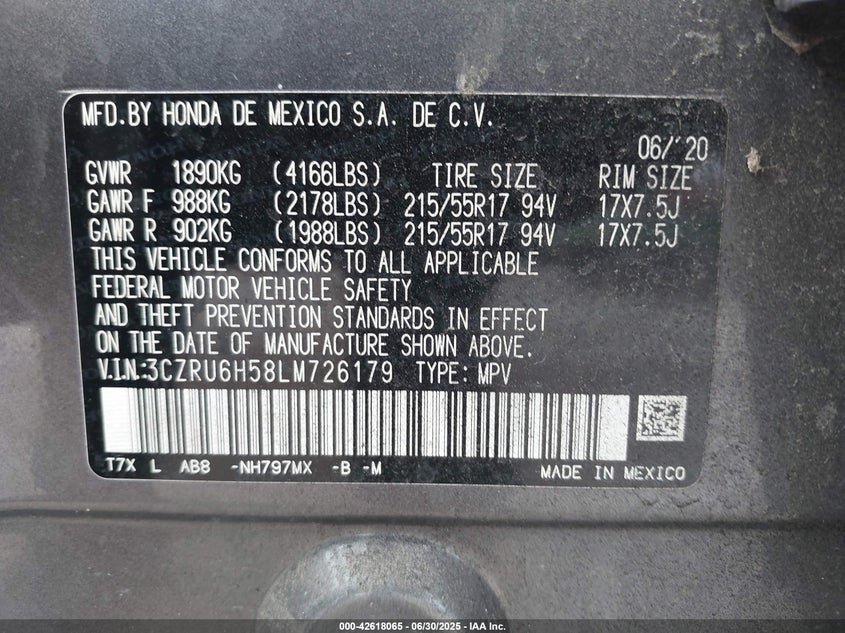 MFD.BY HONDA DE MEXICO S.A. DE C.V.
06/'20
GVWR 1890KG (4166LBS) TIRE SIZE RIM SIZE
GAWR F 988KG (2178LBS) 215/55R17 94V 17X7.5J
GAWR R 902KG (1988LBS) 215/55R17 94V 17X7.5J
THIS VEHICLE CONFORMS TO ALL APPLICABLE
FEDERAL MOTOR VEHICLE SAFETY
AND THEFT PREVENTION STANDARDS IN EFFECT
ON THE DATE OF MANUFACTURE SHOWN ABOVE.
V.I.N.:3CZRU6H58LM726179 TYPE: MPV
T7X L AB8 -NH797MX -B -M MADE IN MEXICO
000-42618065 - 06/30/2025 - IAA Inc.